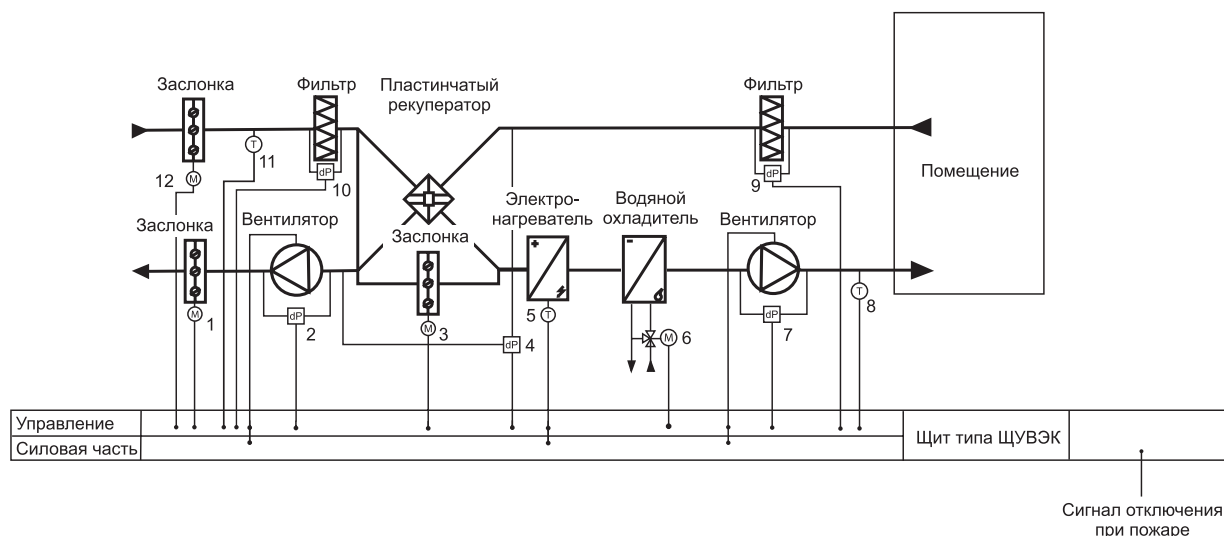 Заслонка
Фильтр
Пластинчатый
рекуператор
Фильтр
T
11
M
12
dP
10
dP
9
Помещение
Заслонка
Вентилятор
Заслонка
Электро-
нагреватель
Водяной
охладитель
Вентилятор
+
-
M
1
dP
2
M
3
dP
4
5
T
M
6
dP
7
T
8
Управление
Силовая часть
Щит типа ЩУВЭК
Сигнал отключения
при пожаре